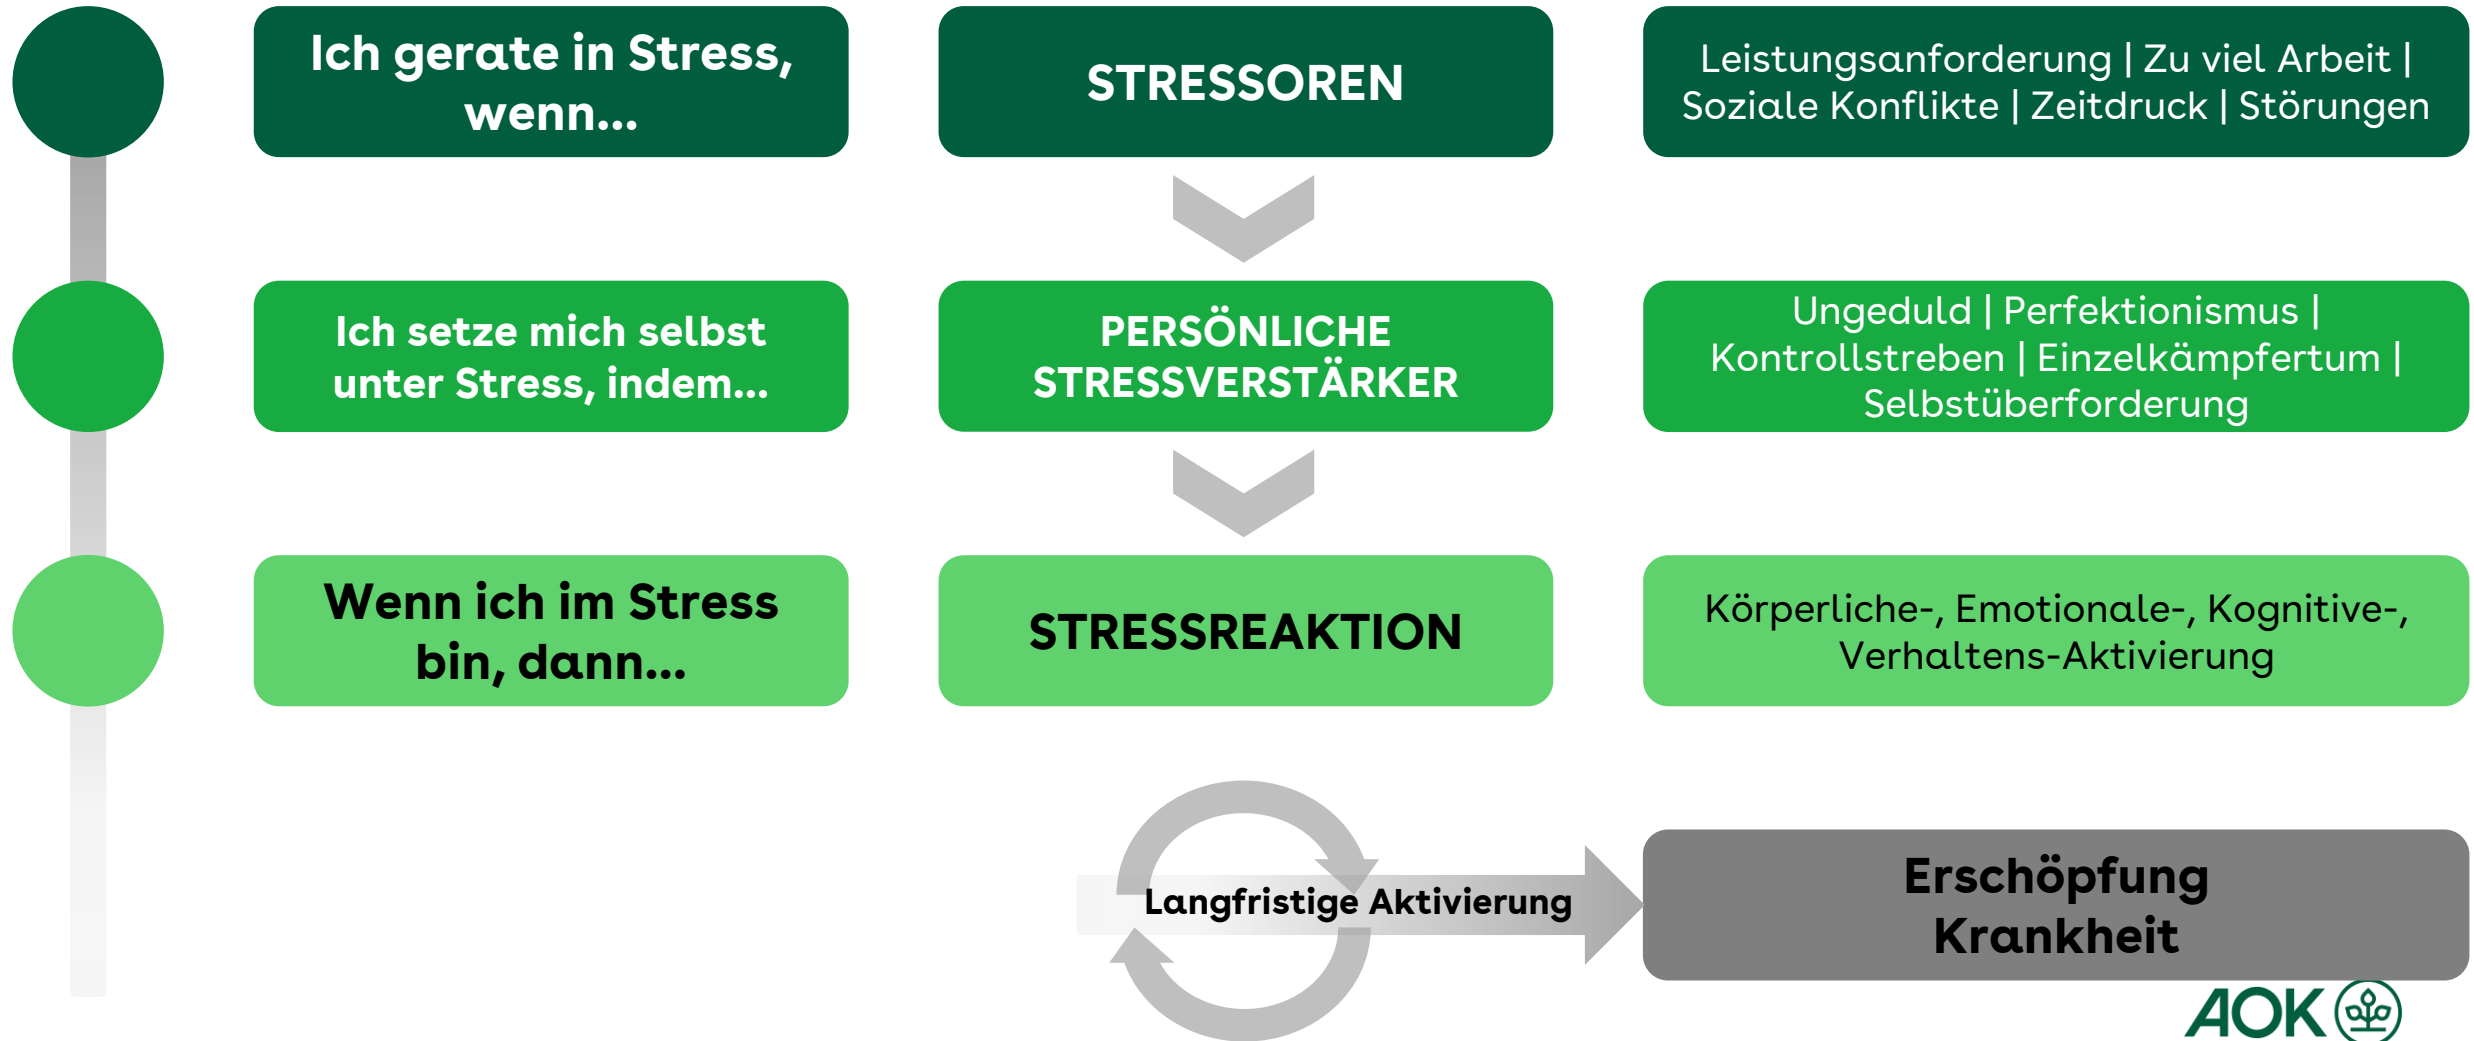 Ich gerate in Stress,
wenn...
STRESSOREN
Leistungsanforderung | Zu viel Arbeit |
Soziale Konflikte | Zeitdruck | Störungen
Ich setze mich selbst
unter Stress, indem...
PERSÖNLICHE
STRESSVERSTÄRKER
Ungeduld | Perfektionismus |
Kontrollstreben | Einzelkämpfertum |
Selbstüberforderung
Wenn ich im Stress
bin, dann...
STRESSREAKTION
Körperliche-, Emotionale-, Kognitive-,
Verhaltens-Aktivierung
Langfristige Aktivierung
Erschöpfung
Krankheit
AOK